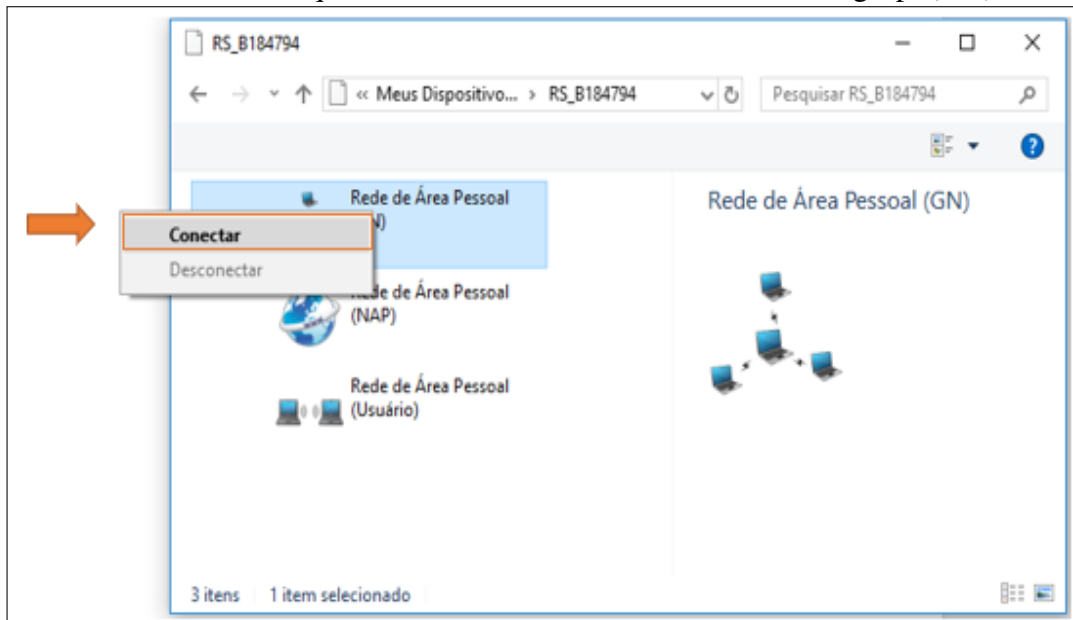 RS_B184794
« Meus Dispositivo... › RS_B184794
Pesquisar RS_B184794
Rede de Área Pessoal
Conectar
Desconectar
Rede de Área Pessoal
(NAP)
Rede de Área Pessoal
(Usuário)
Rede de Área Pessoal (GN)
3 itens
1 item selecionado